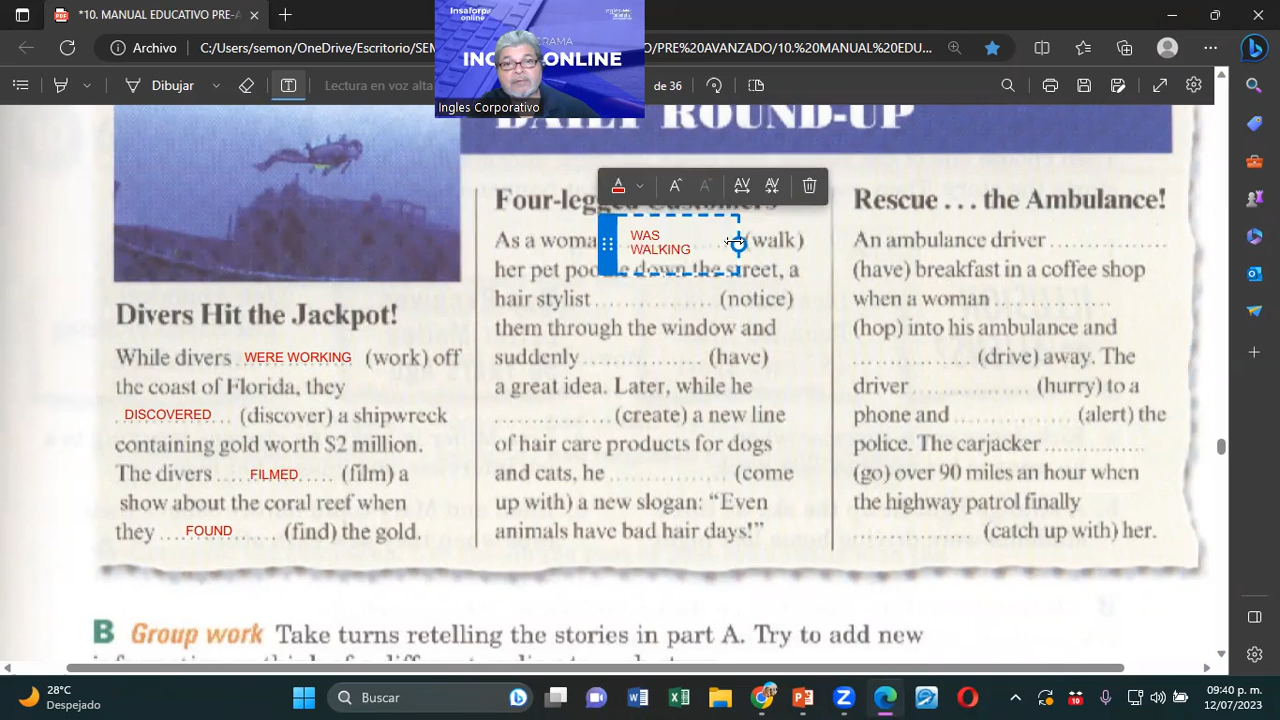 *10. MANUAL EDUCATIVO PRE-A
Archivo
C:/Users/semor/OneDrive/Escritorio/SEM
O/PRE%20AVANZADO/10.%20MANUAL%20EDU...
Dibujar
Lectura en voz alta
de 36
Insaforp
online
INGL
ONLINE
Ingles Corporativo
DAILY ROUND-UP
Divers Hit the Jackpot!
While divers WERE WORKING (work) off
the coast of Florida, they
DISCOVERED (discover) a shipwreck
containing gold worth $2 million.
The divers FILMED (film) a
show about the coral reef when
they FOUND (find) the gold.
Four-legged Customers
As a woma WAS WALKING (walk)
her pet poodle down the street, a
hair stylist ............ (notice)
them through the window and
suddenly ............ (have)
a great idea. Later, while he
............ (create) a new line
of hair care products for dogs
and cats, he ............ (come
up with) a new slogan: “Even
animals have bad hair days!”
Rescue . . . the Ambulance!
An ambulance driver ............
(have) breakfast in a coffee shop
when a woman ............
(hop) into his ambulance and
............ (drive) away. The
driver ............ (hurry) to a
phone and ............ (alert) the
police. The carjacker ............
(go) over 90 miles an hour when
the highway patrol finally
(catch up with) her.
B Group work Take turns retelling the stories in part A. Try to add new
28°C
Despejado
Buscar
10
09:40 p. m.
12/07/2023